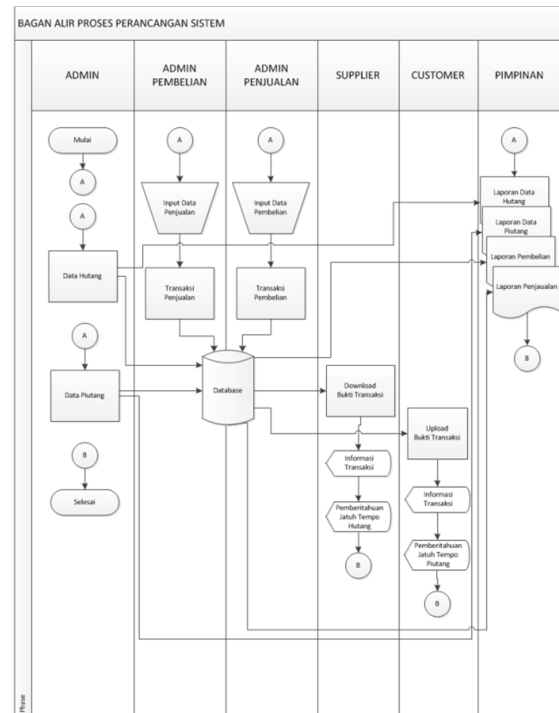 BAGAN ALIR PROSES PERANCANGAN SISTEM
ADMIN
ADMIN
PEMBELIAN
ADMIN
PENJUALAN
SUPPLIER
CUSTOMER
PIMPINAN
Mulai
A
A
Data Hutang
A
Data Piutang
B
Selesai
A
Input Data
Penjualan
Transaksi
Penjualan
A
Input Data
Pembelian
Transaksi
Pembelian
Database
Download
Bukti Transaksi
Informasi
Transaksi
Pemberitahuan
Jatuh Tempo
Hutang
B
Upload
Bukti Transaksi
Informasi
Transaksi
Pemberitahuan
Jatuh Tempo
Piutang
B
A
Laporan Data
Hutang
Laporan Data
Piutang
Laporan Pembelian
Laporan Penjaualan
B
Phase